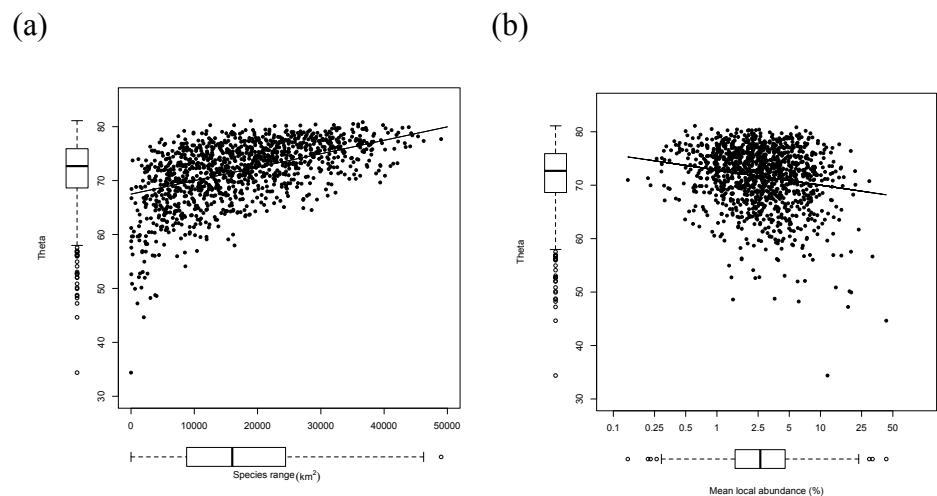 (a)
(b)
Theta
80
70
60
50
40
30
0 10000 20000 30000 40000 50000
Species range (km²)
Theta
80
70
60
50
40
30
0.1 0.25 0.5 1 2.5 5 10 25 50
Mean local abundance (%)